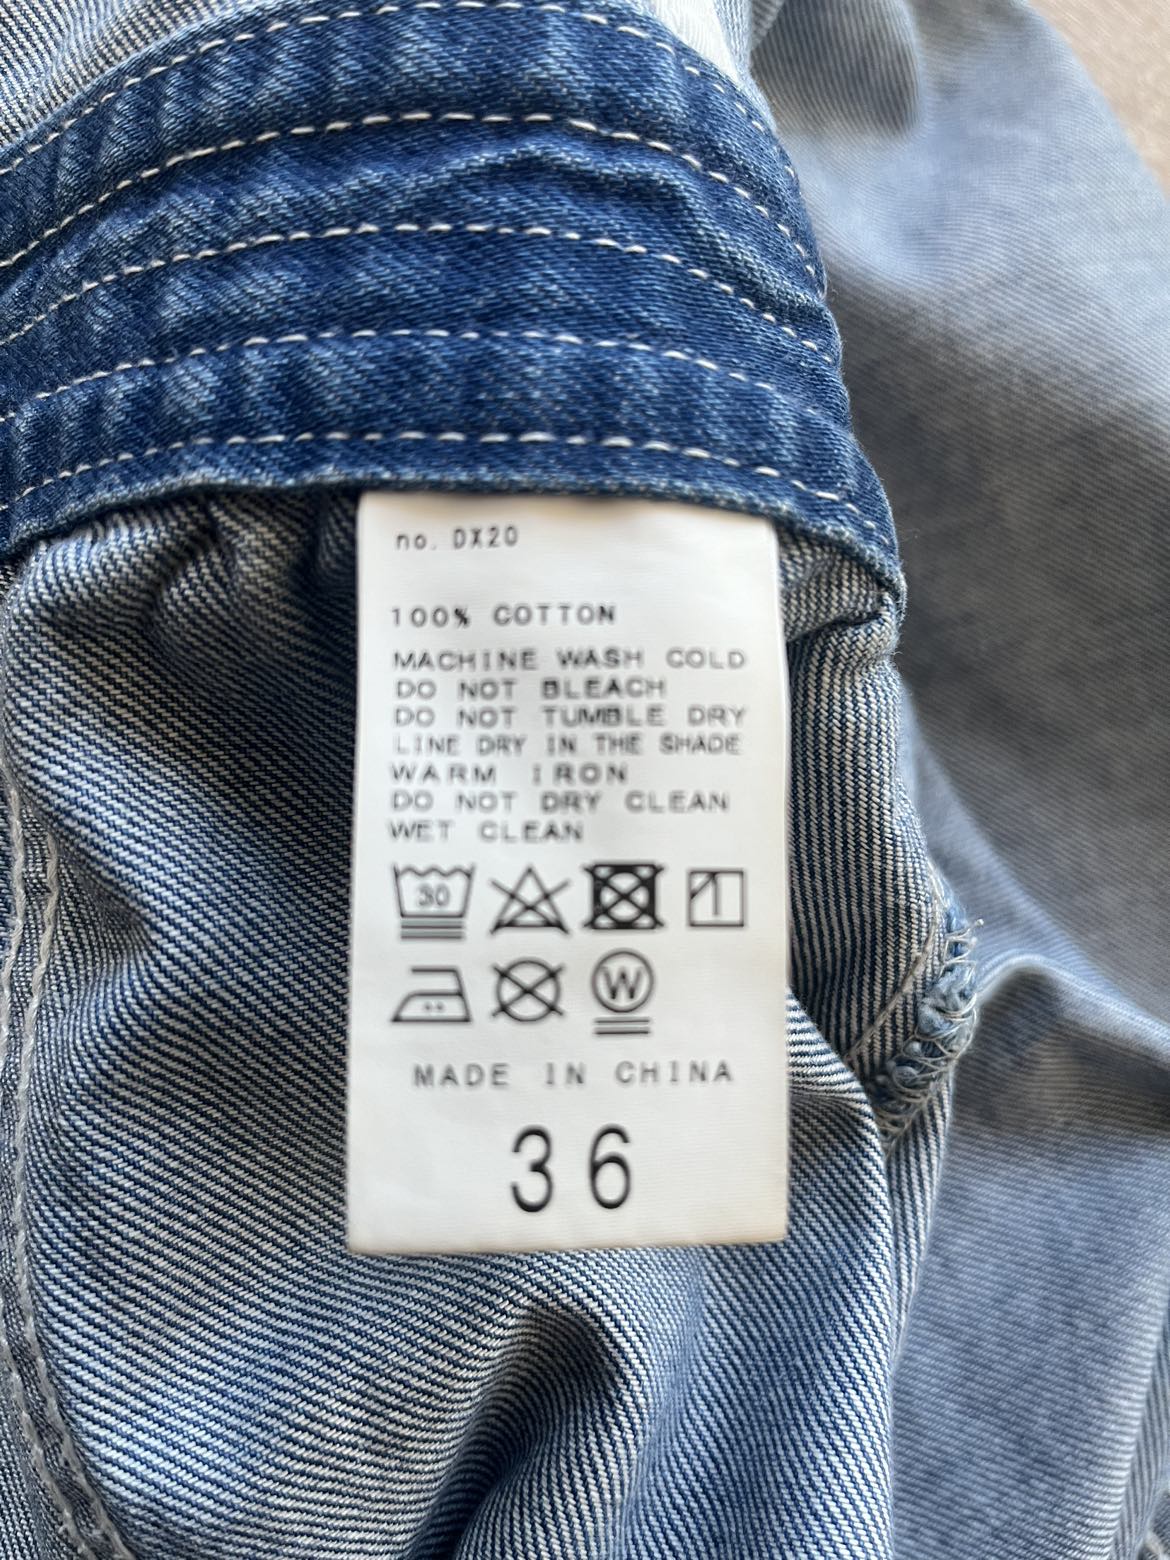 no. DX20
100% COTTON
MACHINE WASH COLD
DO NOT BLEACH
DO NOT TUMBLE DRY
LINE DRY IN THE SHADE
WARM IRON
DO NOT DRY CLEAN
WET CLEAN
30
W
MADE IN CHINA
36